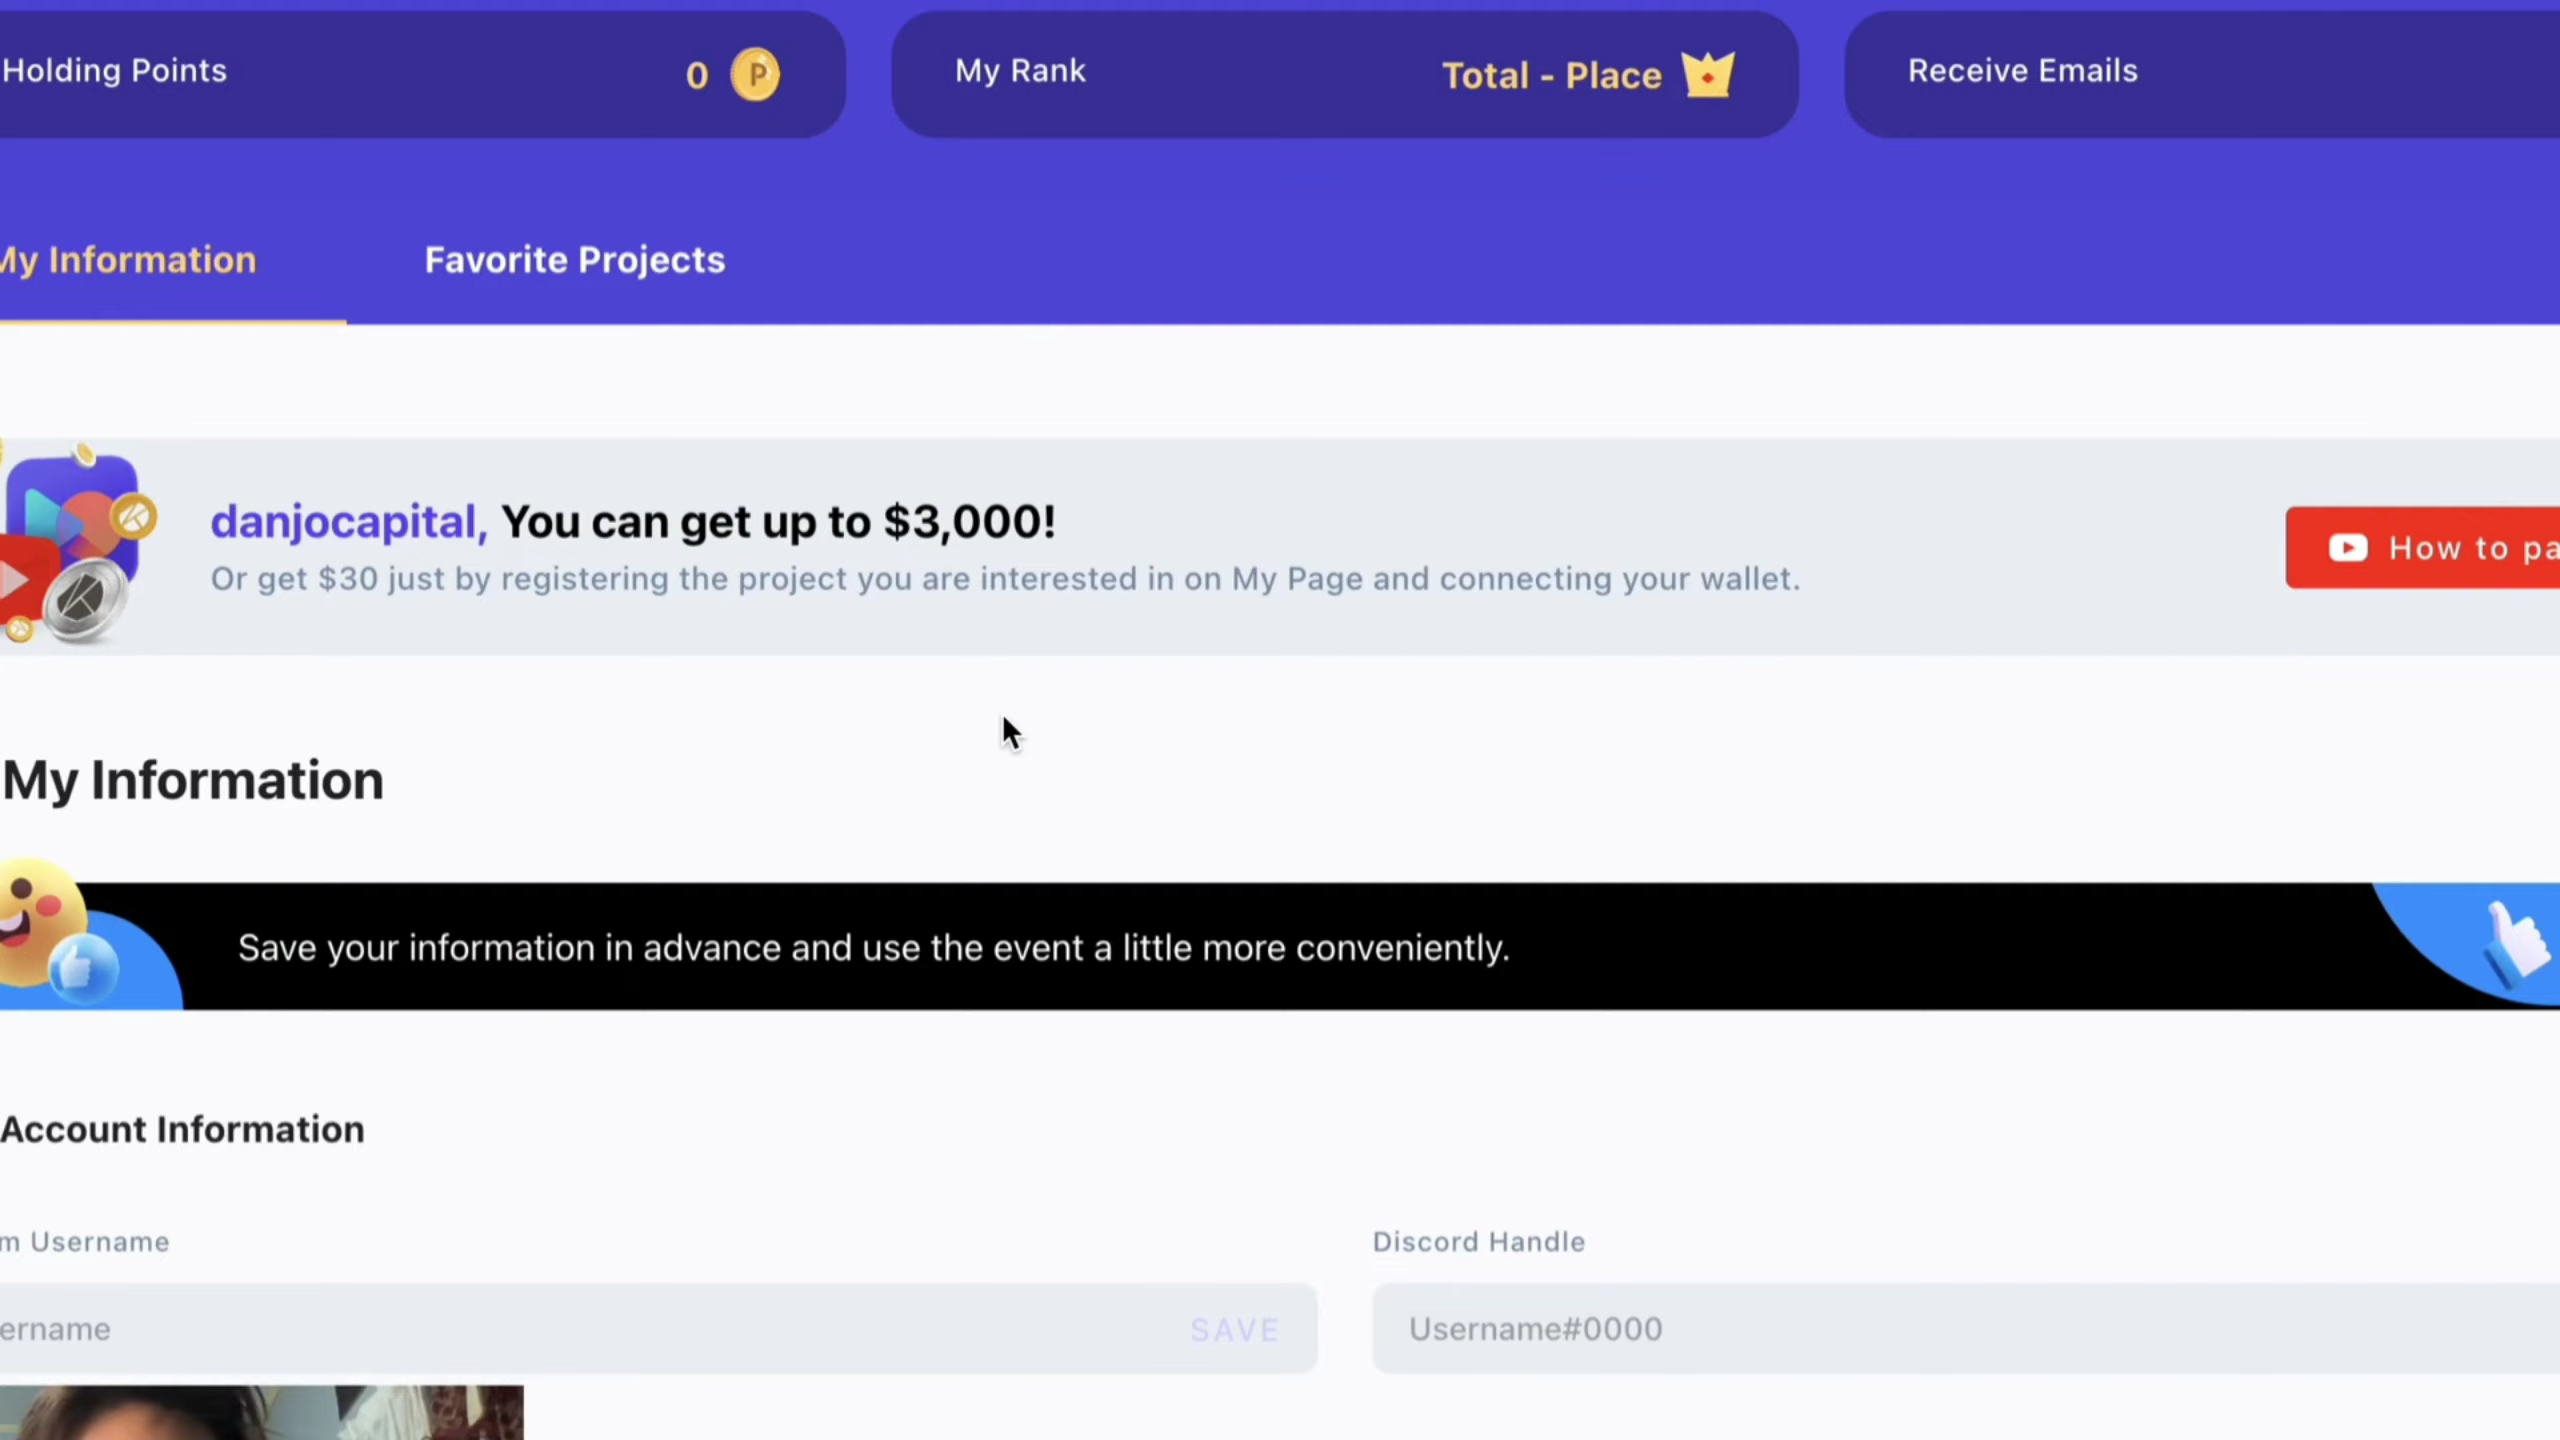 Holding Points
0
P
My Rank
Total - Place
Receive Emails
My Information
Favorite Projects
danjocapital, You can get up to $3,000!
Or get $30 just by registering the project you are interested in on My Page and connecting your wallet.
How to
My Information
Save your information in advance and use the event a little more conveniently.
Account Information
Username
SAVE
Discord Handle
Username#0000